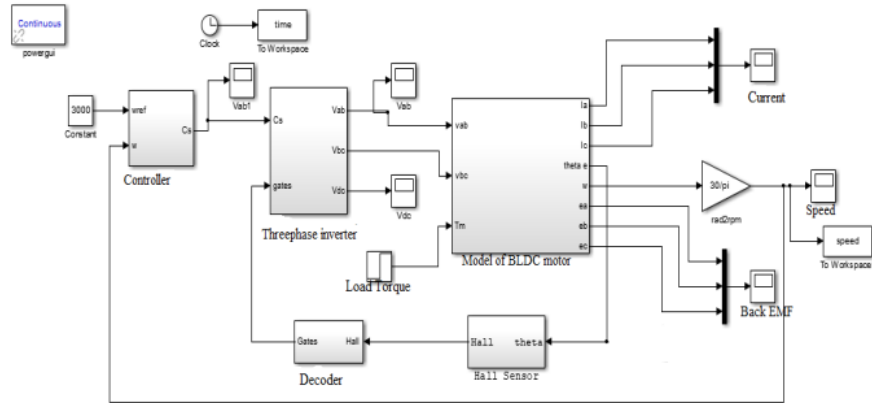 Continuous
powergui
Clock
time
To Workspace
3000
Constant
wref
w
Cs
Controller
Vab1
Cs
gates
Vab
Vbc
Vdc
Threephase inverter
Vab
Vdc
Load Torque
vab
vbc
Tm
Ia
Ib
Ic
theta e
w
ea
eb
ec
Model of BLDC motor
Current
30/pi
rad2rpm
Speed
speed
To Workspace
Back EMF
Gates
Hall
Decoder
Hall
theta
Hall Sensor